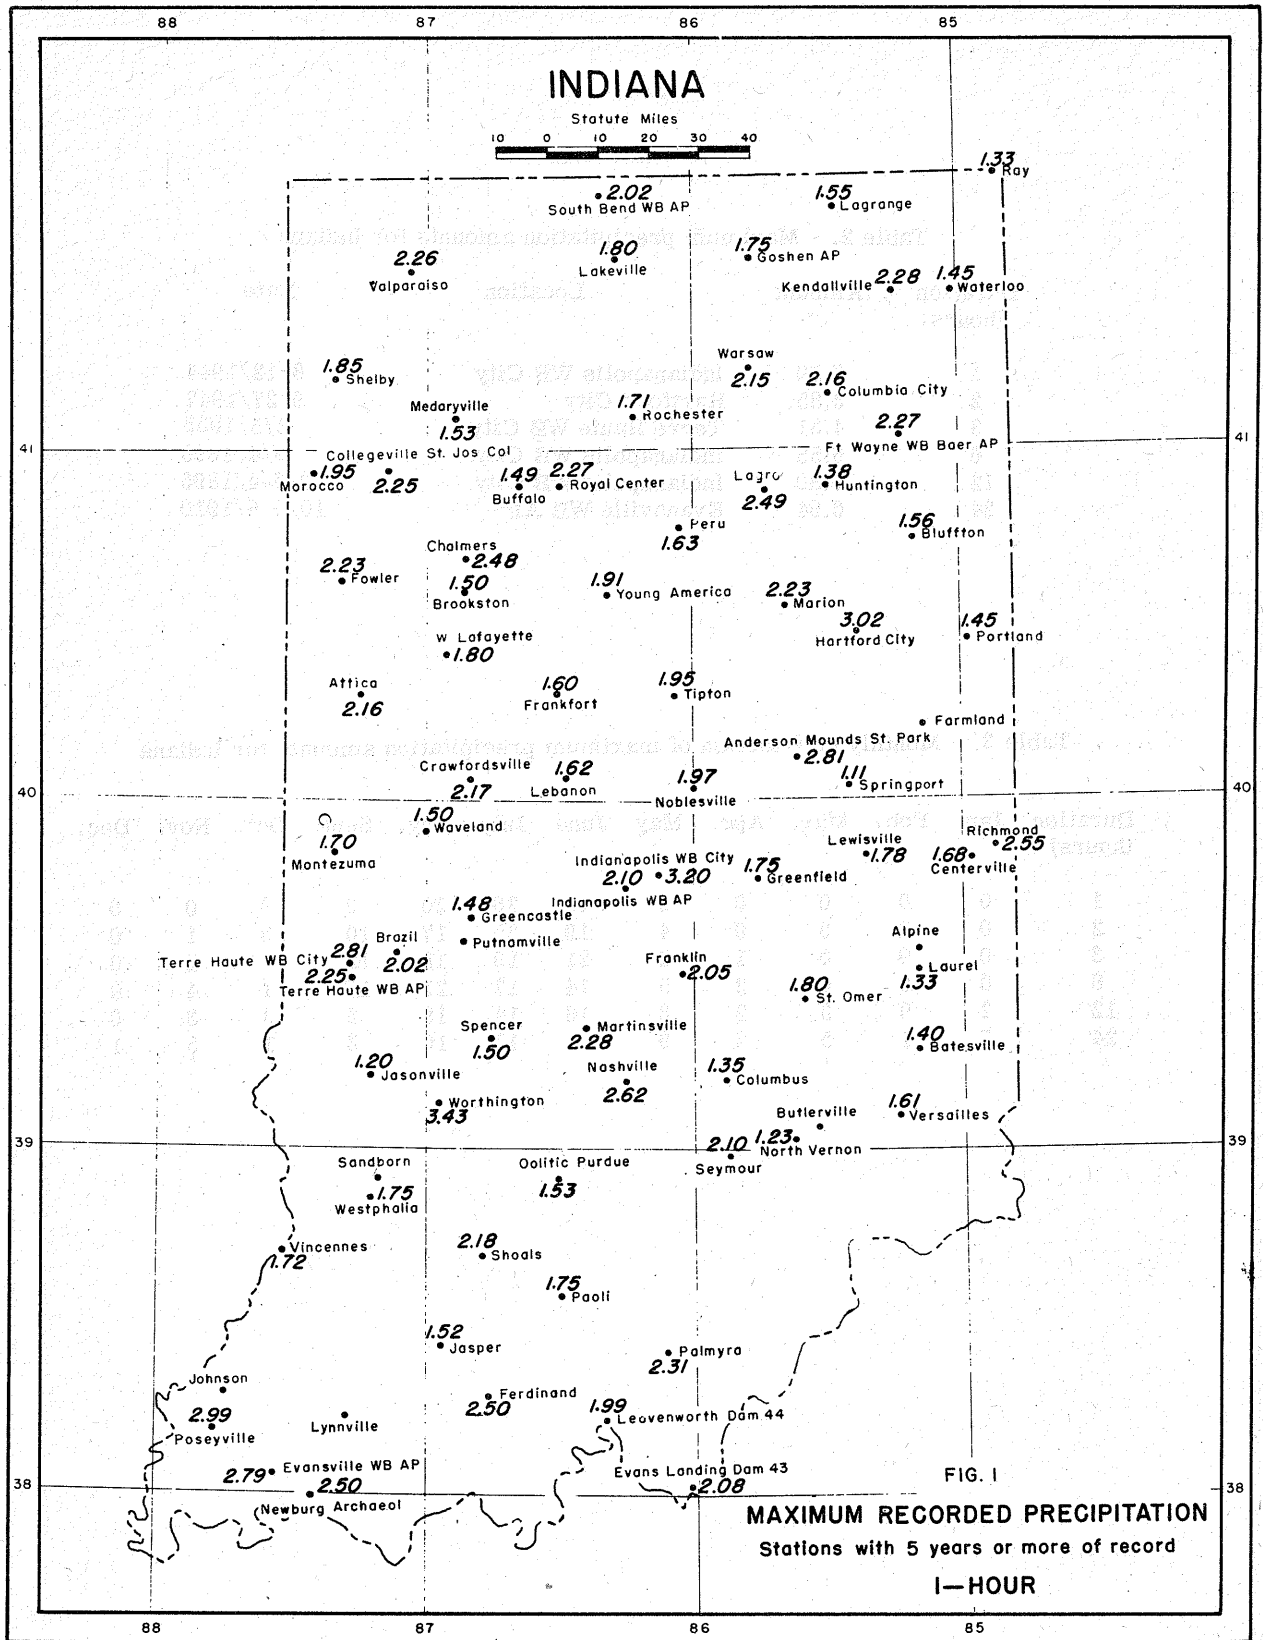 88 87 86 85
INDIANA
Statute Miles
10 0 10 20 30 40
1.33
Ray
2.02
South Bend WB AP
1.55
Lagrange
1.80
Lakeville
1.75
Goshen AP
2.26
Valparaiso
Kendallville 2.28
1.45
Waterloo
1.85
Shelby
Warsaw
2.15
2.16
Columbia City
Medaryville
1.53
1.71
Rochester
2.27
Ft Wayne WB Baer AP
41 41
Collegeville St. Jos Col
2.25
1.95
Morocco
1.49
Buffalo
2.27
Royal Center
Lagro
2.49
1.38
Huntington
Peru
1.63
1.56
Bluffton
Chalmers
2.48
2.23
Fowler
1.50
Brookston
1.91
Young America
2.23
Marion
3.02
Hartford City
1.45
Portland
W Lafayette
1.80
Attica
2.16
1.60
Frankfort
1.95
Tipton
Farmland
Anderson Mounds St. Park
2.81
1.11
Springport
Crawfordsville
2.17
1.62
Lebanon
1.97
Noblesville
40 40
1.50
Waveland
1.70
Montezuma
Lewisville
1.78
Richmond
2.55
1.68
Centerville
Indianapolis WB City
3.20
2.10
Indianapolis WB AP
1.75
Greenfield
1.48
Greencastle
Putnamville
Brazil
2.02
Terre Haute WB City 2.81
2.25
Terre Haute WB AP
Franklin
2.05
Alpine
Laurel
1.33
1.80
St. Omer
Spencer
1.50
Martinsville
2.28
1.40
Batesville
1.20
Jasonville
Nashville
2.62
1.35
Columbus
Worthington
3.43
Butlerville
1.61
Versailles
39 39
1.23
North Vernon
2.10
Seymour
Sandborn
1.75
Westphalia
Oolitic Purdue
1.53
Vincennes
1.72
2.18
Shoals
1.75
Paoli
1.52
Jasper
Palmyra
2.31
Johnson
2.99
Poseyville
Lynnville
Ferdinand
2.50
1.99
Leavenworth Dam 44
2.79 Evansville WB AP
2.50
Newburg Archaeol
Evans Landing Dam 43
2.08
38 38
FIG. 1
MAXIMUM RECORDED PRECIPITATION
Stations with 5 years or more of record
1-HOUR
88 87 86 85